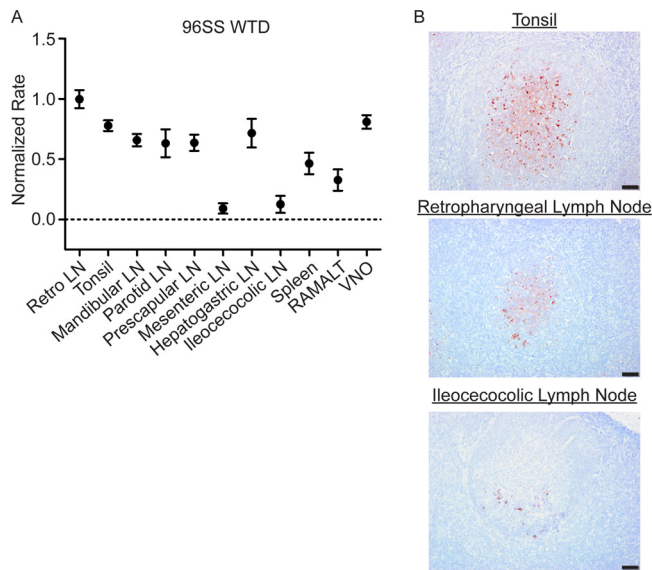 A
96SS WTD
Normalized Rate
1.5
1.0
0.5
0.0
Retro LN
Tonsil
Mandibular LN
Parotid LN
Prescapular LN
Mesenteric LN
Hepatogastric LN
Ileocecocolic LN
Spleen
RAMALT
VNO
B
Tonsil
Retropharyngeal Lymph Node
Ileocecocolic Lymph Node